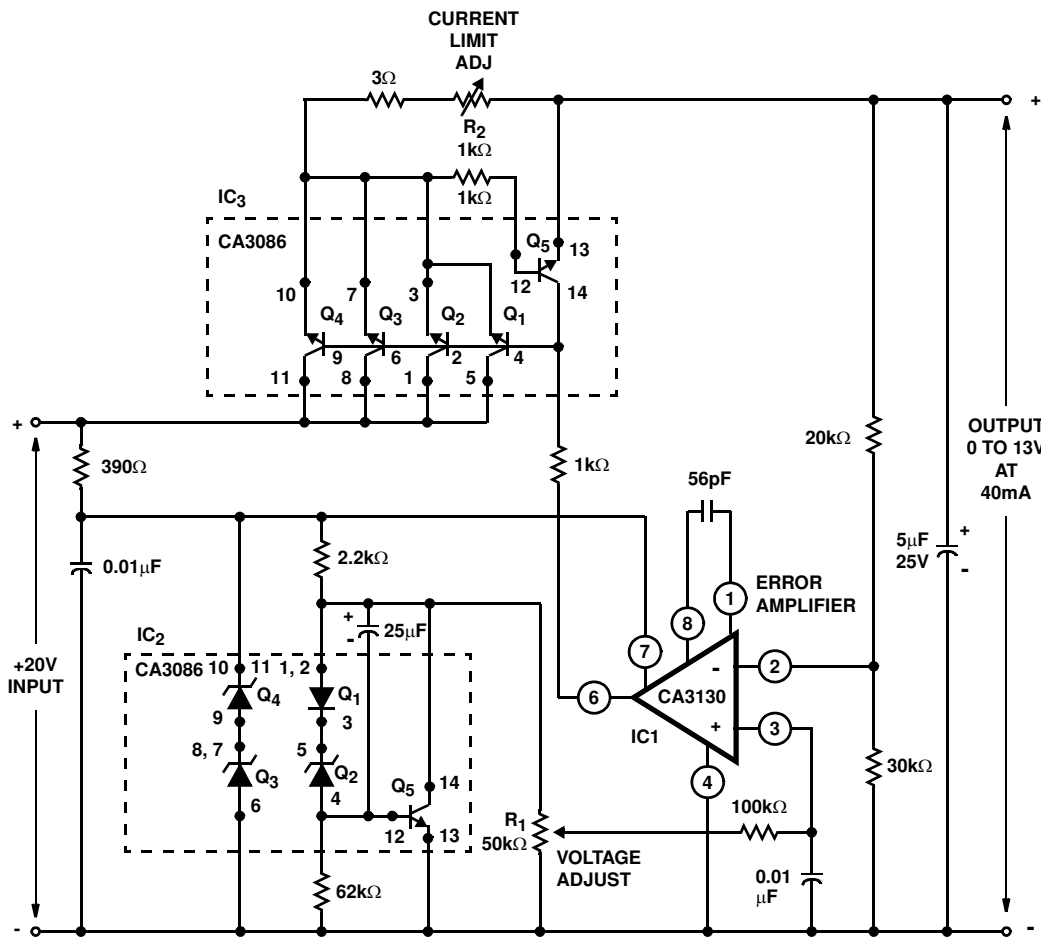 CURRENT
LIMIT
ADJ
3Ω
R2
1kΩ
+
1kΩ
IC3
CA3086
Q5
13
12
14
10
7
3
Q4
Q3
Q2
Q1
9
6
2
4
11
8
1
5
+
390Ω
20kΩ
OUTPUT
0 TO 13V
AT
40mA
1kΩ
56pF
0.01μF
2.2kΩ
5μF
25V
+
-
ERROR
AMPLIFIER
1
8
+
-
25μF
IC2
CA3086
10
11
1, 2
7
+20V
INPUT
Q4
Q1
9
3
8, 7
5
Q3
Q2
6
4
Q5
14
12
13
6
CA3130
-
2
+
3
IC1
4
30kΩ
R1
50kΩ
100kΩ
VOLTAGE
ADJUST
0.01
μF
62kΩ
-
-